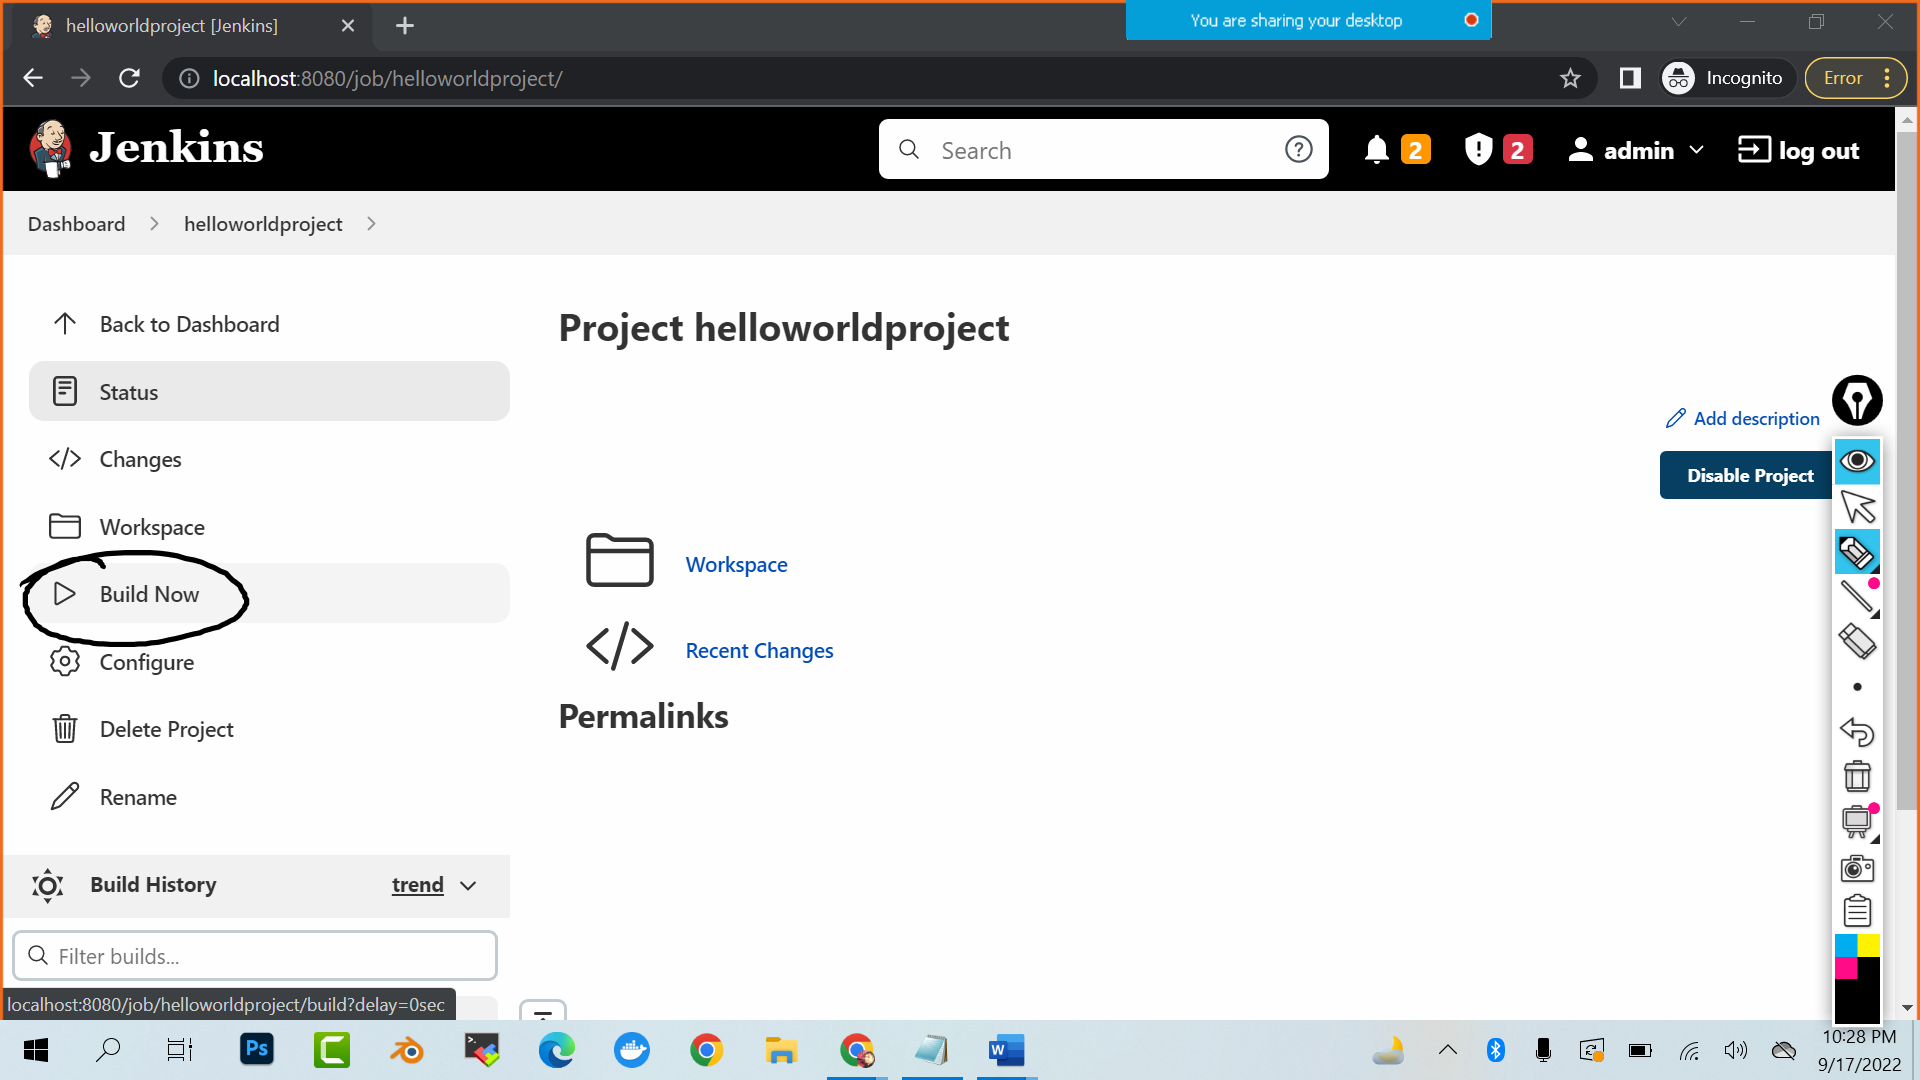 helloworldproject [Jenkins]
You are sharing your desktop
localhost:8080/job/helloworldproject/
Incognito
Error
Jenkins
Search
2
2
admin
log out
Dashboard
helloworldproject
Back to Dashboard
Status
Changes
Workspace
Build Now
Configure
Delete Project
Rename
Project helloworldproject
Add description
Disable Project
Workspace
Recent Changes
Permalinks
Build History
trend
Filter builds...
localhost:8080/job/helloworldproject/build?delay=0sec
Ps
W
10:28 PM
9/17/2022